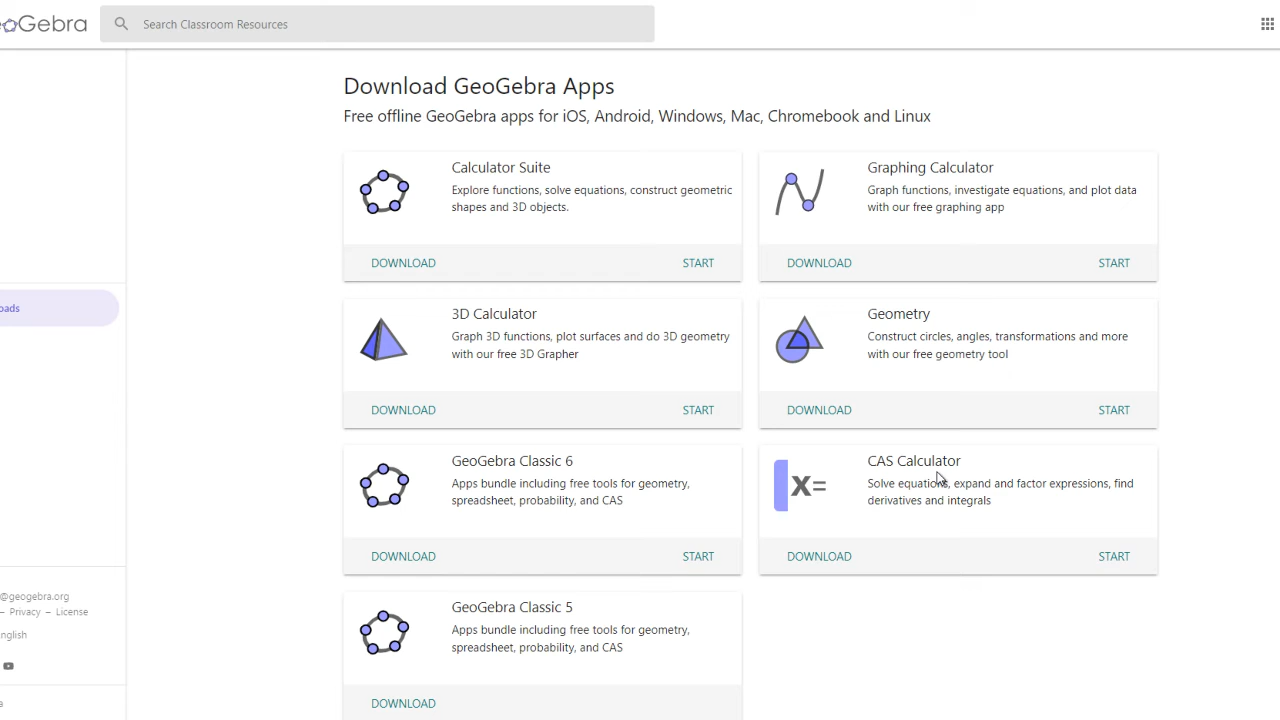 eoGebra
Search Classroom Resources
Download GeoGebra Apps
Free offline GeoGebra apps for iOS, Android, Windows, Mac, Chromebook and Linux
Calculator Suite
Explore functions, solve equations, construct geometric
shapes and 3D objects.
DOWNLOAD
START
Graphing Calculator
Graph functions, investigate equations, and plot data
with our free graphing app
DOWNLOAD
START
3D Calculator
Graph 3D functions, plot surfaces and do 3D geometry
with our free 3D Grapher
DOWNLOAD
START
Geometry
Construct circles, angles, transformations and more
with our free geometry tool
DOWNLOAD
START
GeoGebra Classic 6
Apps bundle including free tools for geometry,
spreadsheet, probability, and CAS
DOWNLOAD
START
X=
CAS Calculator
Solve equations, expand and factor expressions, find
derivatives and integrals
DOWNLOAD
START
GeoGebra Classic 5
Apps bundle including free tools for geometry,
spreadsheet, probability, and CAS
DOWNLOAD
oads
@geogebra.org
– Privacy – License
nglish